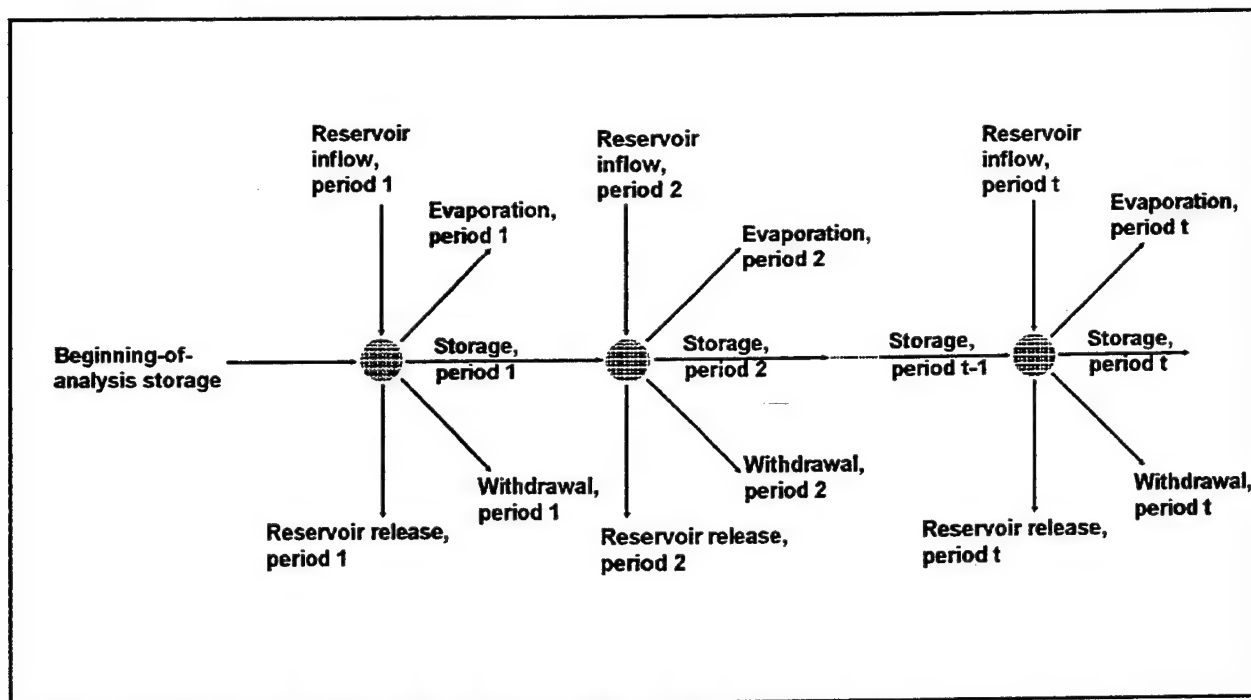 Reservoir
inflow,
period 1
Evaporation,
period 1
Beginning-of-
analysis storage
Storage,
period 1
Withdrawal,
period 1
Reservoir release,
period 1
Reservoir
inflow,
period 2
Evaporation,
period 2
Storage,
period 2
Withdrawal,
period 2
Reservoir release,
period 2
Storage,
period t-1
Reservoir
inflow,
period t
Evaporation,
period t
Storage,
period t
Withdrawal,
period t
Reservoir release,
period t